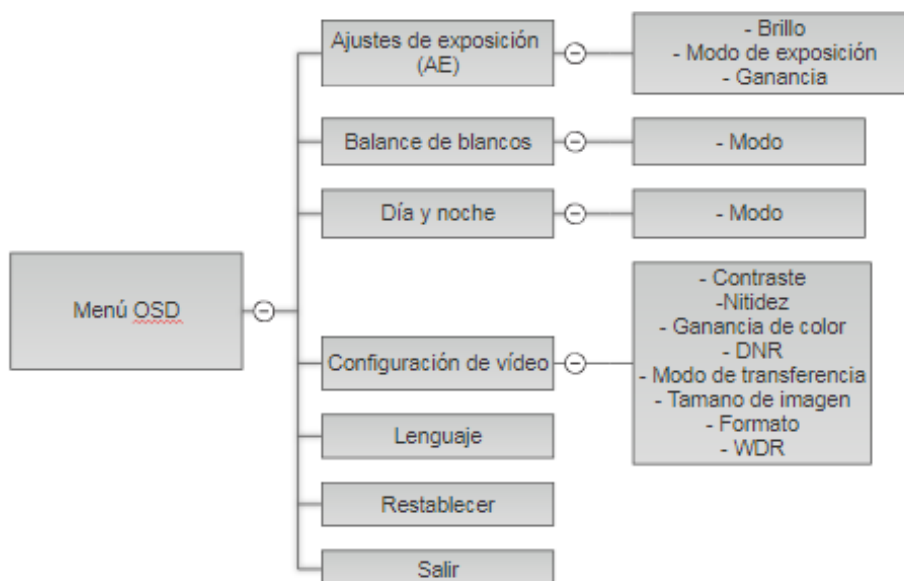 Menú OSD
Ajustes de exposición
(AE)
- Brillo
- Modo de exposición
- Ganancia
Balance de blancos
- Modo
Día y noche
- Modo
Configuración de vídeo
- Contraste
-Nitidez
- Ganancia de color
- DNR
- Modo de transferencia
- Tamano de imagen
- Formato
- WDR
Lenguaje
Restablecer
Salir